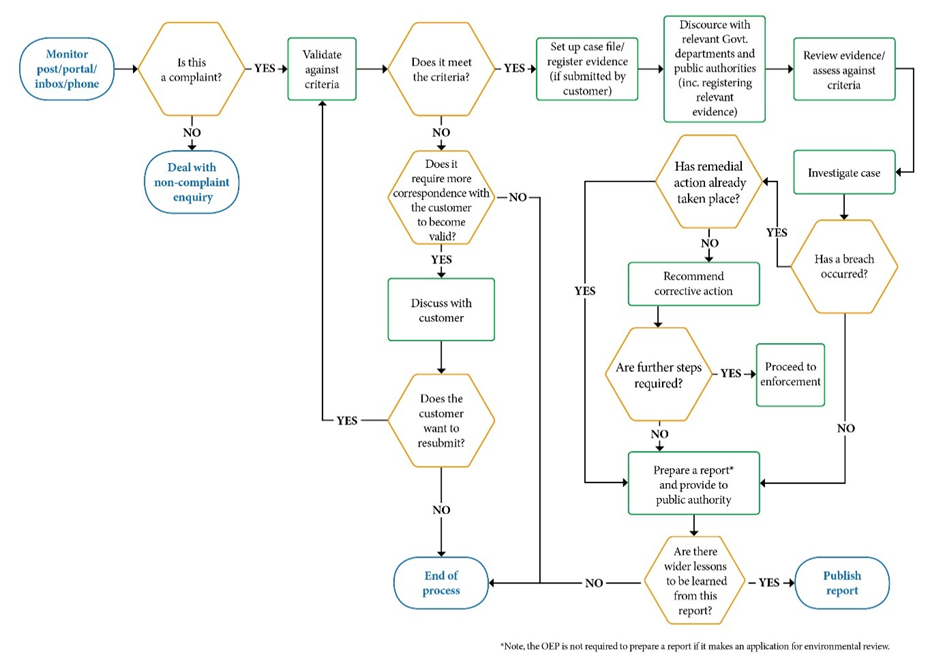 Monitor
post/portal/
inbox/phone
Is this
a complaint?
YES
Validate
against
criteria
Does it meet
the criteria?
YES
Set up case file/
register evidence
(if submitted by
customer)
Discource with
relevant Govt.
departments and
public authorities
(inc. registering
relevant
evidence)
Review evidence/
assess against
criteria
NO
Deal with
non-complaint
enquiry
NO
Does it
require more
correspondence with
the customer
to become
valid?
NO
YES
Discuss with
customer
Does the
customer
want to
resubmit?
YES
NO
End of
process
Investigate case
Has a breach
occurred?
YES
NO
Has remedial
action already
taken place?
YES
NO
Recommend
corrective action
Are further steps
required?
YES
Proceed to
enforcement
NO
Prepare a report*
and provide to
public authority
Are there
wider lessons
to be learned
from this
report?
NO
YES
Publish
report
*Note, the OEP is not required to prepare a report if it makes an application for environmental review.